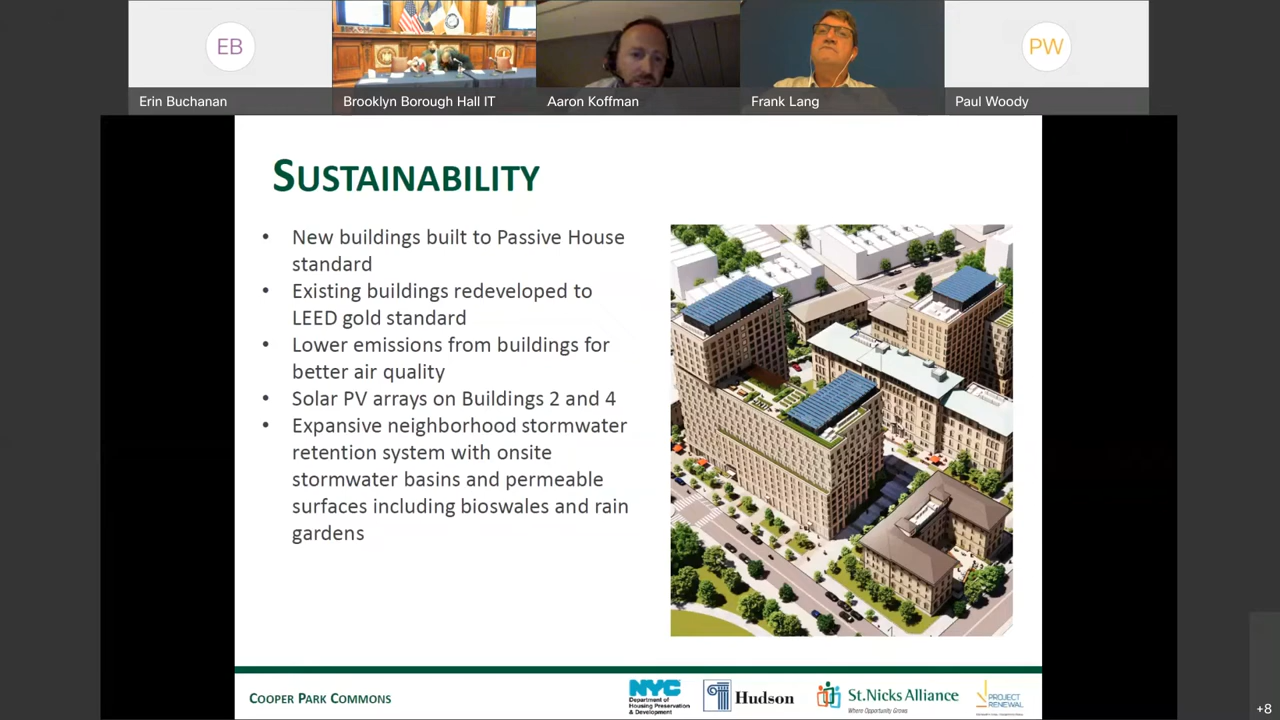 EB
PW
Erin Buchanan
Brooklyn Borough Hall IT
Aaron Koffman
Frank Lang
Paul Woody
SUSTAINABILITY
• New buildings built to Passive House
standard
• Existing buildings redeveloped to
LEED gold standard
• Lower emissions from buildings for
better air quality
• Solar PV arrays on Buildings 2 and 4
• Expansive neighborhood stormwater
retention system with onsite
stormwater basins and permeable
surfaces including bioswales and rain
gardens
COOPER PARK COMMONS
NYC
Department of
Housing Preservation
& Development
Hudson
St.Nicks Alliance
Where Opportunity Grows
PROJECT
RENEWAL
+8